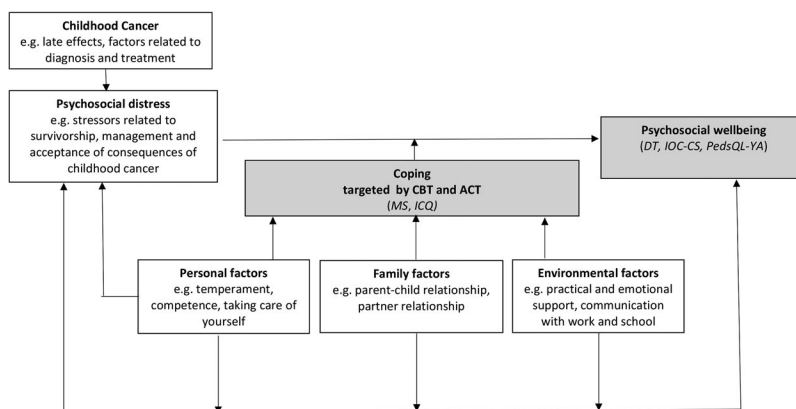 Childhood Cancer
e.g. late effects, factors related to
diagnosis and treatment
Psychosocial distress
e.g. stressors related to
survivorship, management and
acceptance of consequences of
childhood cancer
Psychosocial wellbeing
(DT, IOC-CS, PedsQL-YA)
Coping
targeted by CBT and ACT
(MS, ICQ)
Personal factors
e.g. temperament,
competence, taking care of
yourself
Family factors
e.g. parent-child relationship,
partner relationship
Environmental factors
e.g. practical and emotional
support, communication
with work and school